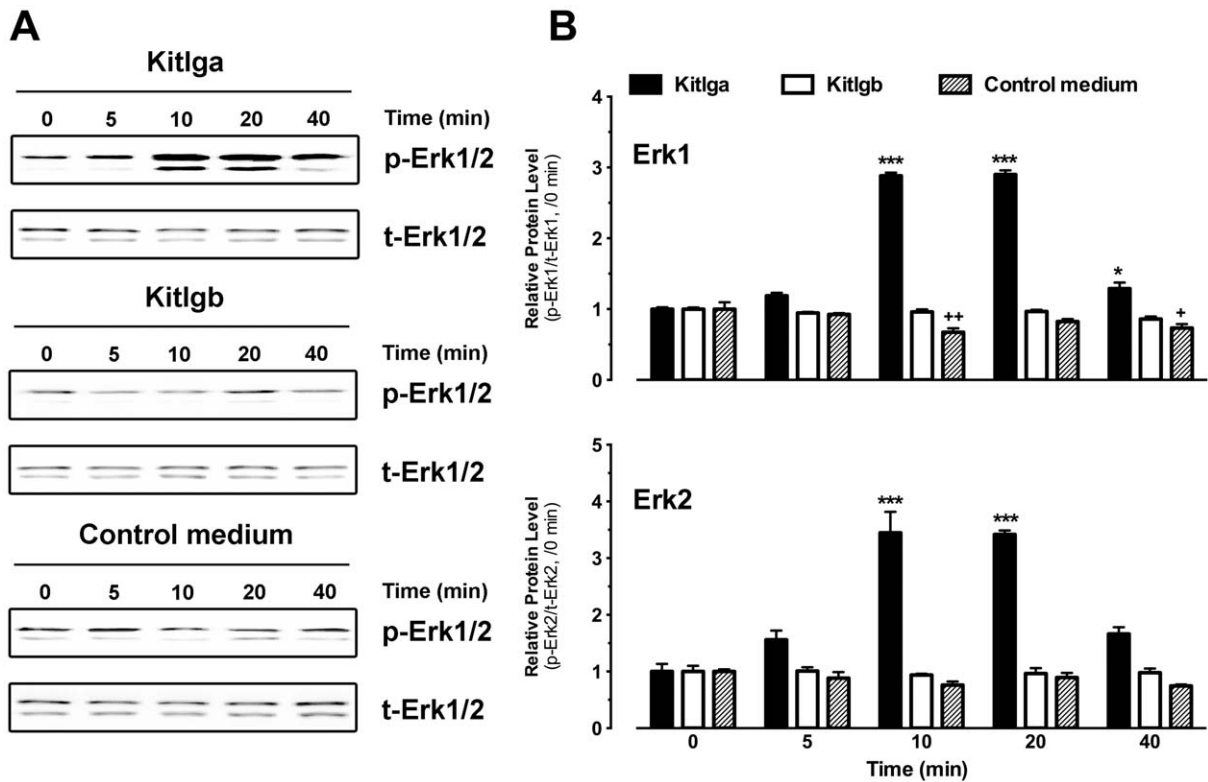 A
Kitlga
0 5 10 20 40 Time (min)
p-Erk1/2
t-Erk1/2
Kitlgb
0 5 10 20 40 Time (min)
p-Erk1/2
t-Erk1/2
Control medium
0 5 10 20 40 Time (min)
p-Erk1/2
t-Erk1/2
B
Kitlga Kitlgb Control medium
Erk1
Relative Protein Level
(p-Erk1/t-Erk1, /0 min)
4
3
2
1
0
*** *** *
++ +
Erk2
Relative Protein Level
(p-Erk2/t-Erk2, /0 min)
5
4
3
2
1
0
*** ***
0 5 10 20 40
Time (min)